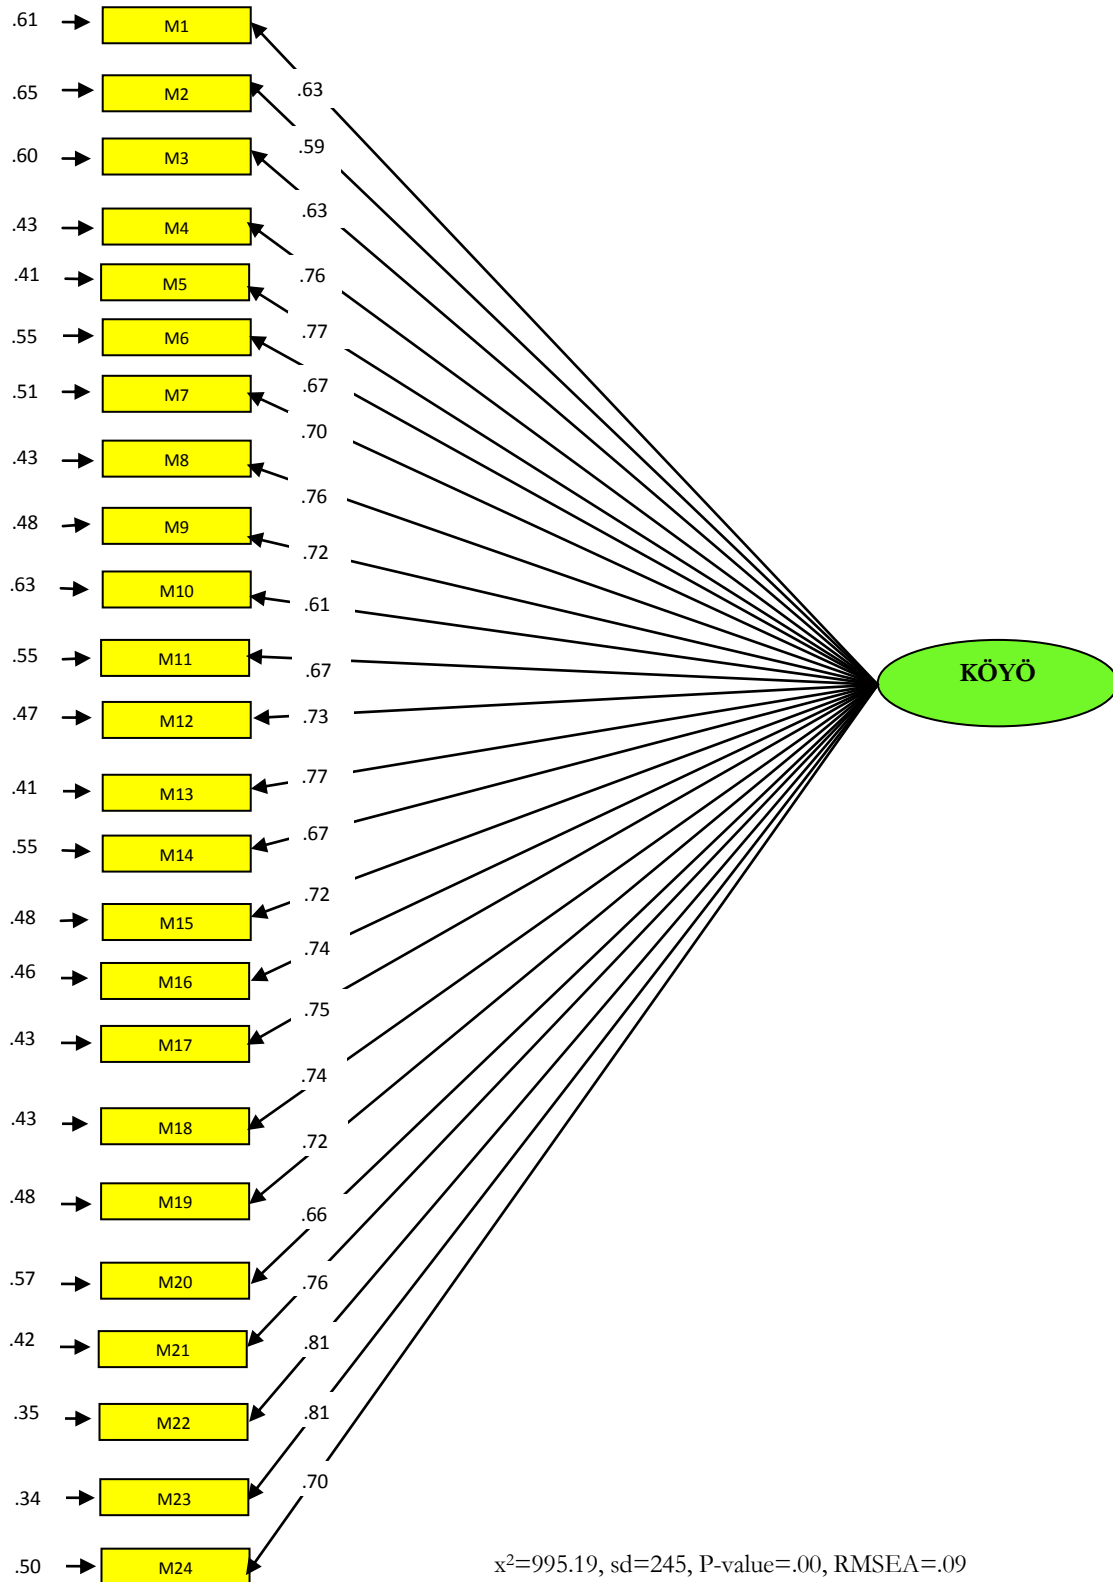 .61 M1
.63
.65 M2
.59
.60 M3
.63
.43 M4
.76
.41 M5
.77
.55 M6
.67
.51 M7
.70
.43 M8
.76
.48 M9
.72
.63 M10
.61
.55 M11
.67
KÖYÖ
.47 M12
.73
.41 M13
.77
.55 M14
.67
.48 M15
.72
.46 M16
.74
.43 M17
.75
.43 M18
.74
.48 M19
.72
.57 M20
.66
.42 M21
.76
.35 M22
.81
.34 M23
.81
.50 M24
.70
x²=995.19, sd=245, P-value=.00, RMSEA=.09